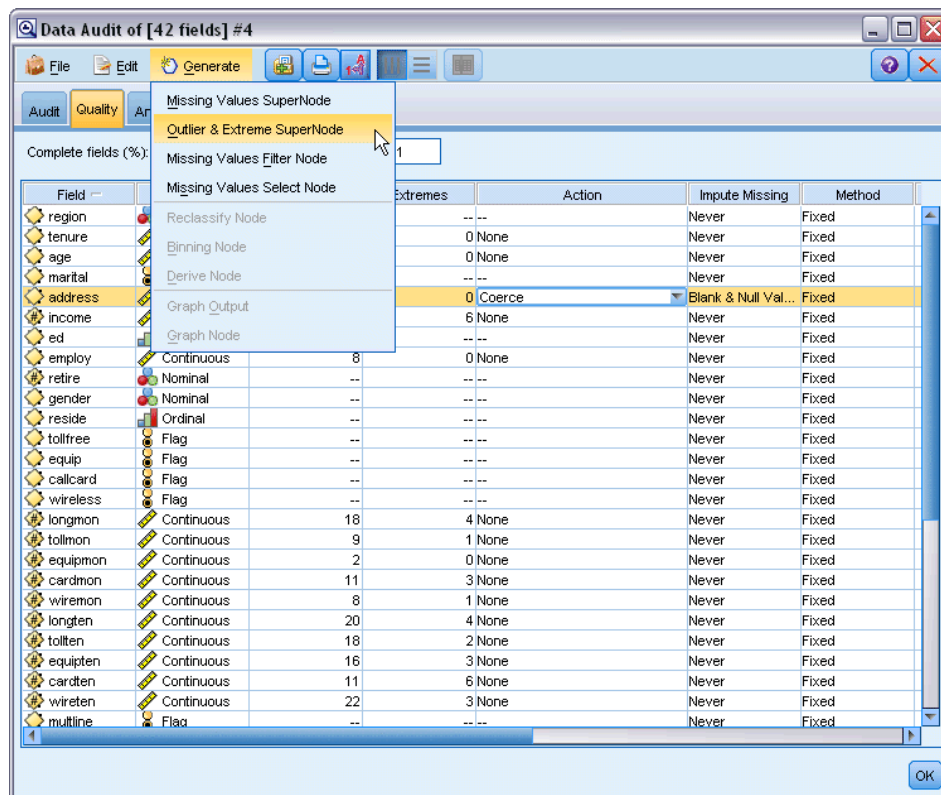 Data Audit of [42 fields] #4
File Edit Generate
Audit Quality An
Missing Values SuperNode
Outlier & Extreme SuperNode
Missing Values Filter Node
Missing Values Select Node
Reclassify Node
Binning Node
Derive Node
Graph Output
Graph Node
Complete fields (%): 1
Field Extremes Action Impute Missing Method
region -- -- Never Fixed
tenure 0 None Never Fixed
age 0 None Never Fixed
marital -- -- Never Fixed
address 0 Coerce Blank & Null Val... Fixed
income 6 None Never Fixed
ed -- -- Never Fixed
employ Continuous 8 0 None Never Fixed
retire Nominal -- -- -- Never Fixed
gender Nominal -- -- -- Never Fixed
reside Ordinal -- -- -- Never Fixed
tollfree Flag -- -- -- Never Fixed
equip Flag -- -- -- Never Fixed
callcard Flag -- -- -- Never Fixed
wireless Flag -- -- -- Never Fixed
longmon Continuous 18 4 None Never Fixed
tollmon Continuous 9 1 None Never Fixed
equipmon Continuous 2 0 None Never Fixed
cardmon Continuous 11 3 None Never Fixed
wiremon Continuous 8 1 None Never Fixed
longten Continuous 20 4 None Never Fixed
tollten Continuous 18 2 None Never Fixed
equipten Continuous 16 3 None Never Fixed
cardten Continuous 11 6 None Never Fixed
wireten Continuous 22 3 None Never Fixed
multline Flag -- -- -- Never Fixed
OK